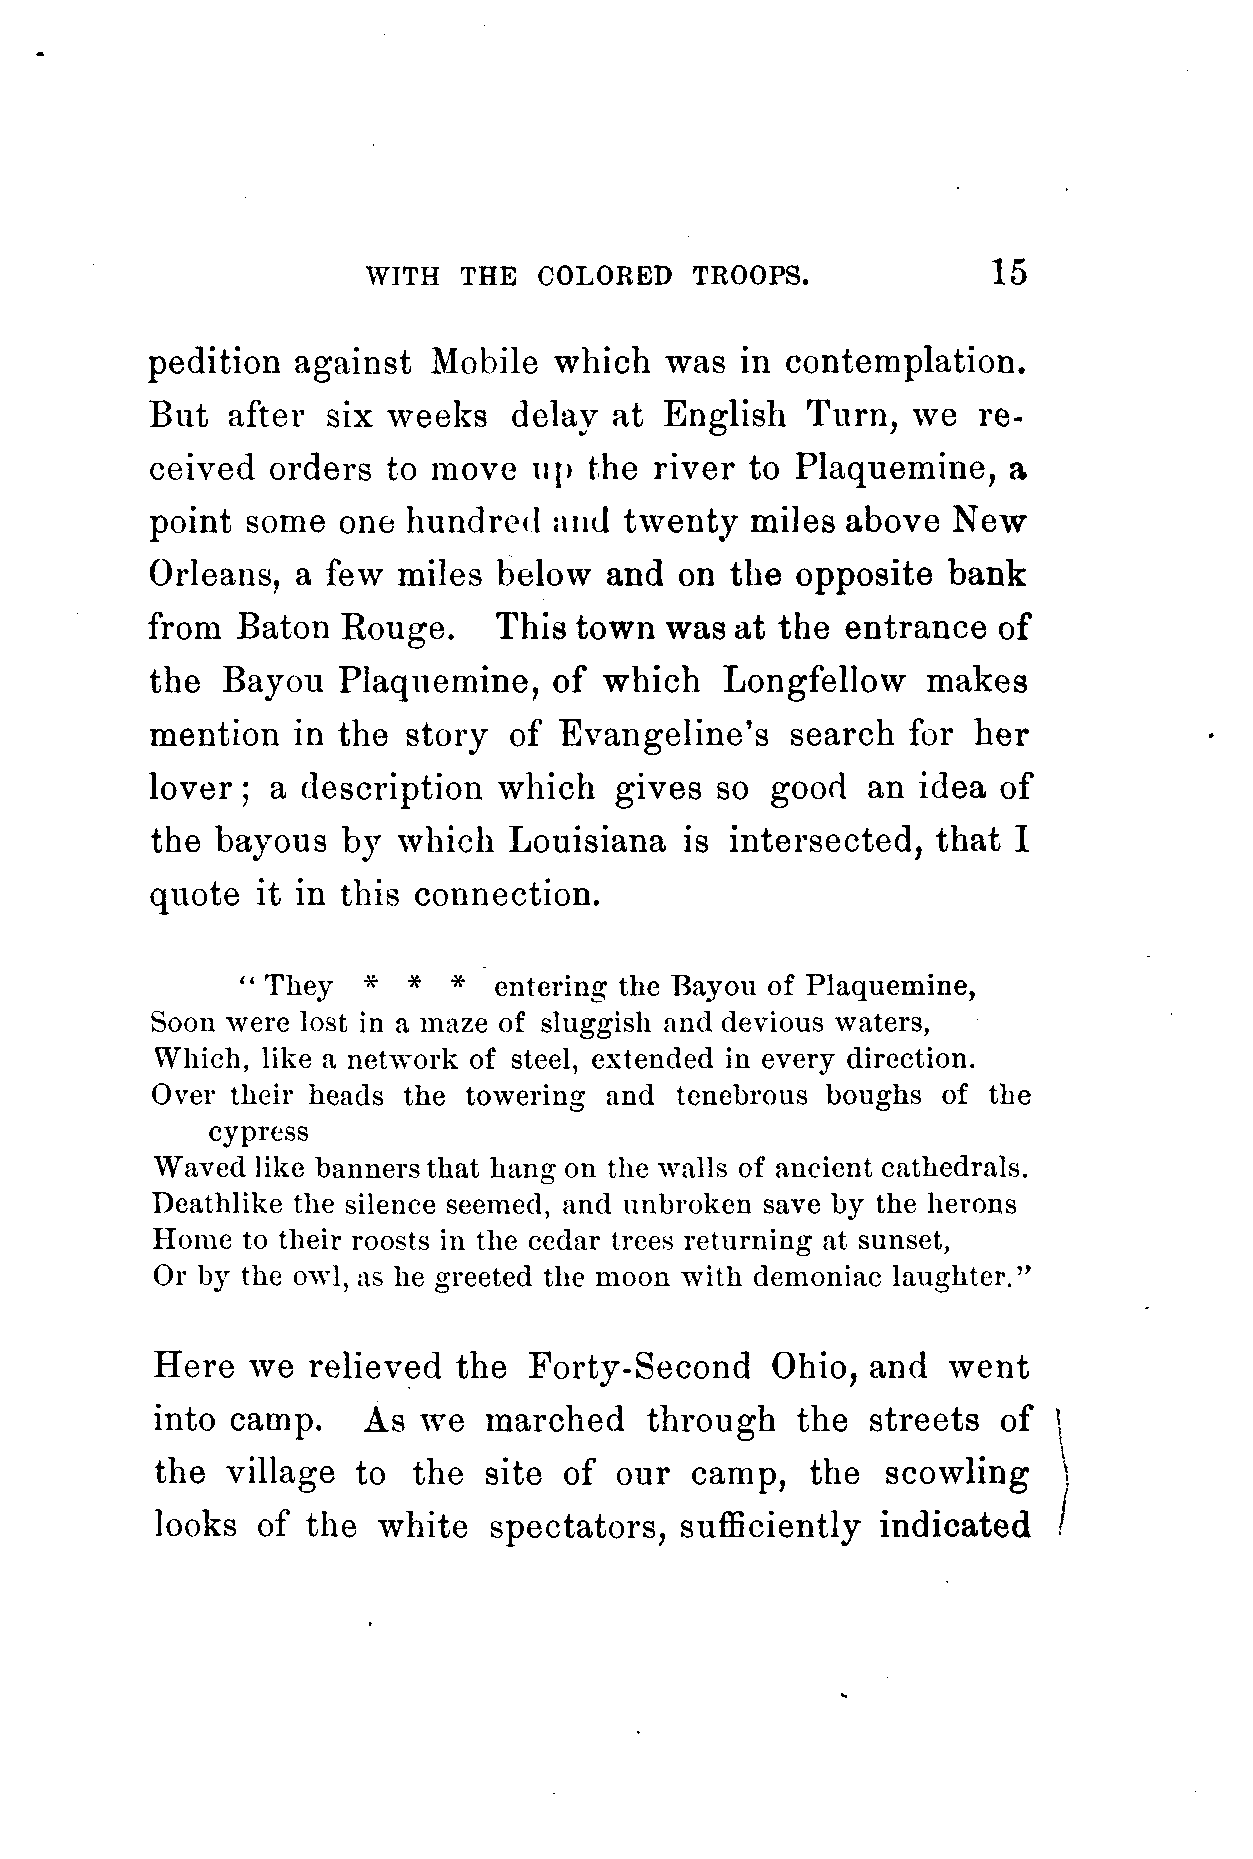 WITH THE COLORED TROOPS. 15
pedition against Mobile which was in contemplation.
But after six weeks delay at English Turn, we re-
ceived orders to move up the river to Plaquemine, a
point some one hundred and twenty miles above New
Orleans, a few miles below and on the opposite bank
from Baton Rouge. This town was at the entrance of
the Bayou Plaquemine, of which Longfellow makes
mention in the story of Evangeline's search for her
lover; a description which gives so good an idea of
the bayous by which Louisiana is intersected, that I
quote it in this connection.
"They * * * entering the Bayou of Plaquemine,
Soon were lost in a maze of sluggish and devious waters,
Which, like a network of steel, extended in every direction.
Over their heads the towering and tenebrous boughs of the
cypress
Waved like banners that hang on the walls of ancient cathedrals.
Deathlike the silence seemed, and unbroken save by the herons
Home to their roosts in the cedar trees returning at sunset,
Or by the owl, as he greeted the moon with demoniac laughter."
Here we relieved the Forty-Second Ohio, and went
into camp. As we marched through the streets of
the village to the site of our camp, the scowling
looks of the white spectators, sufficiently indicated